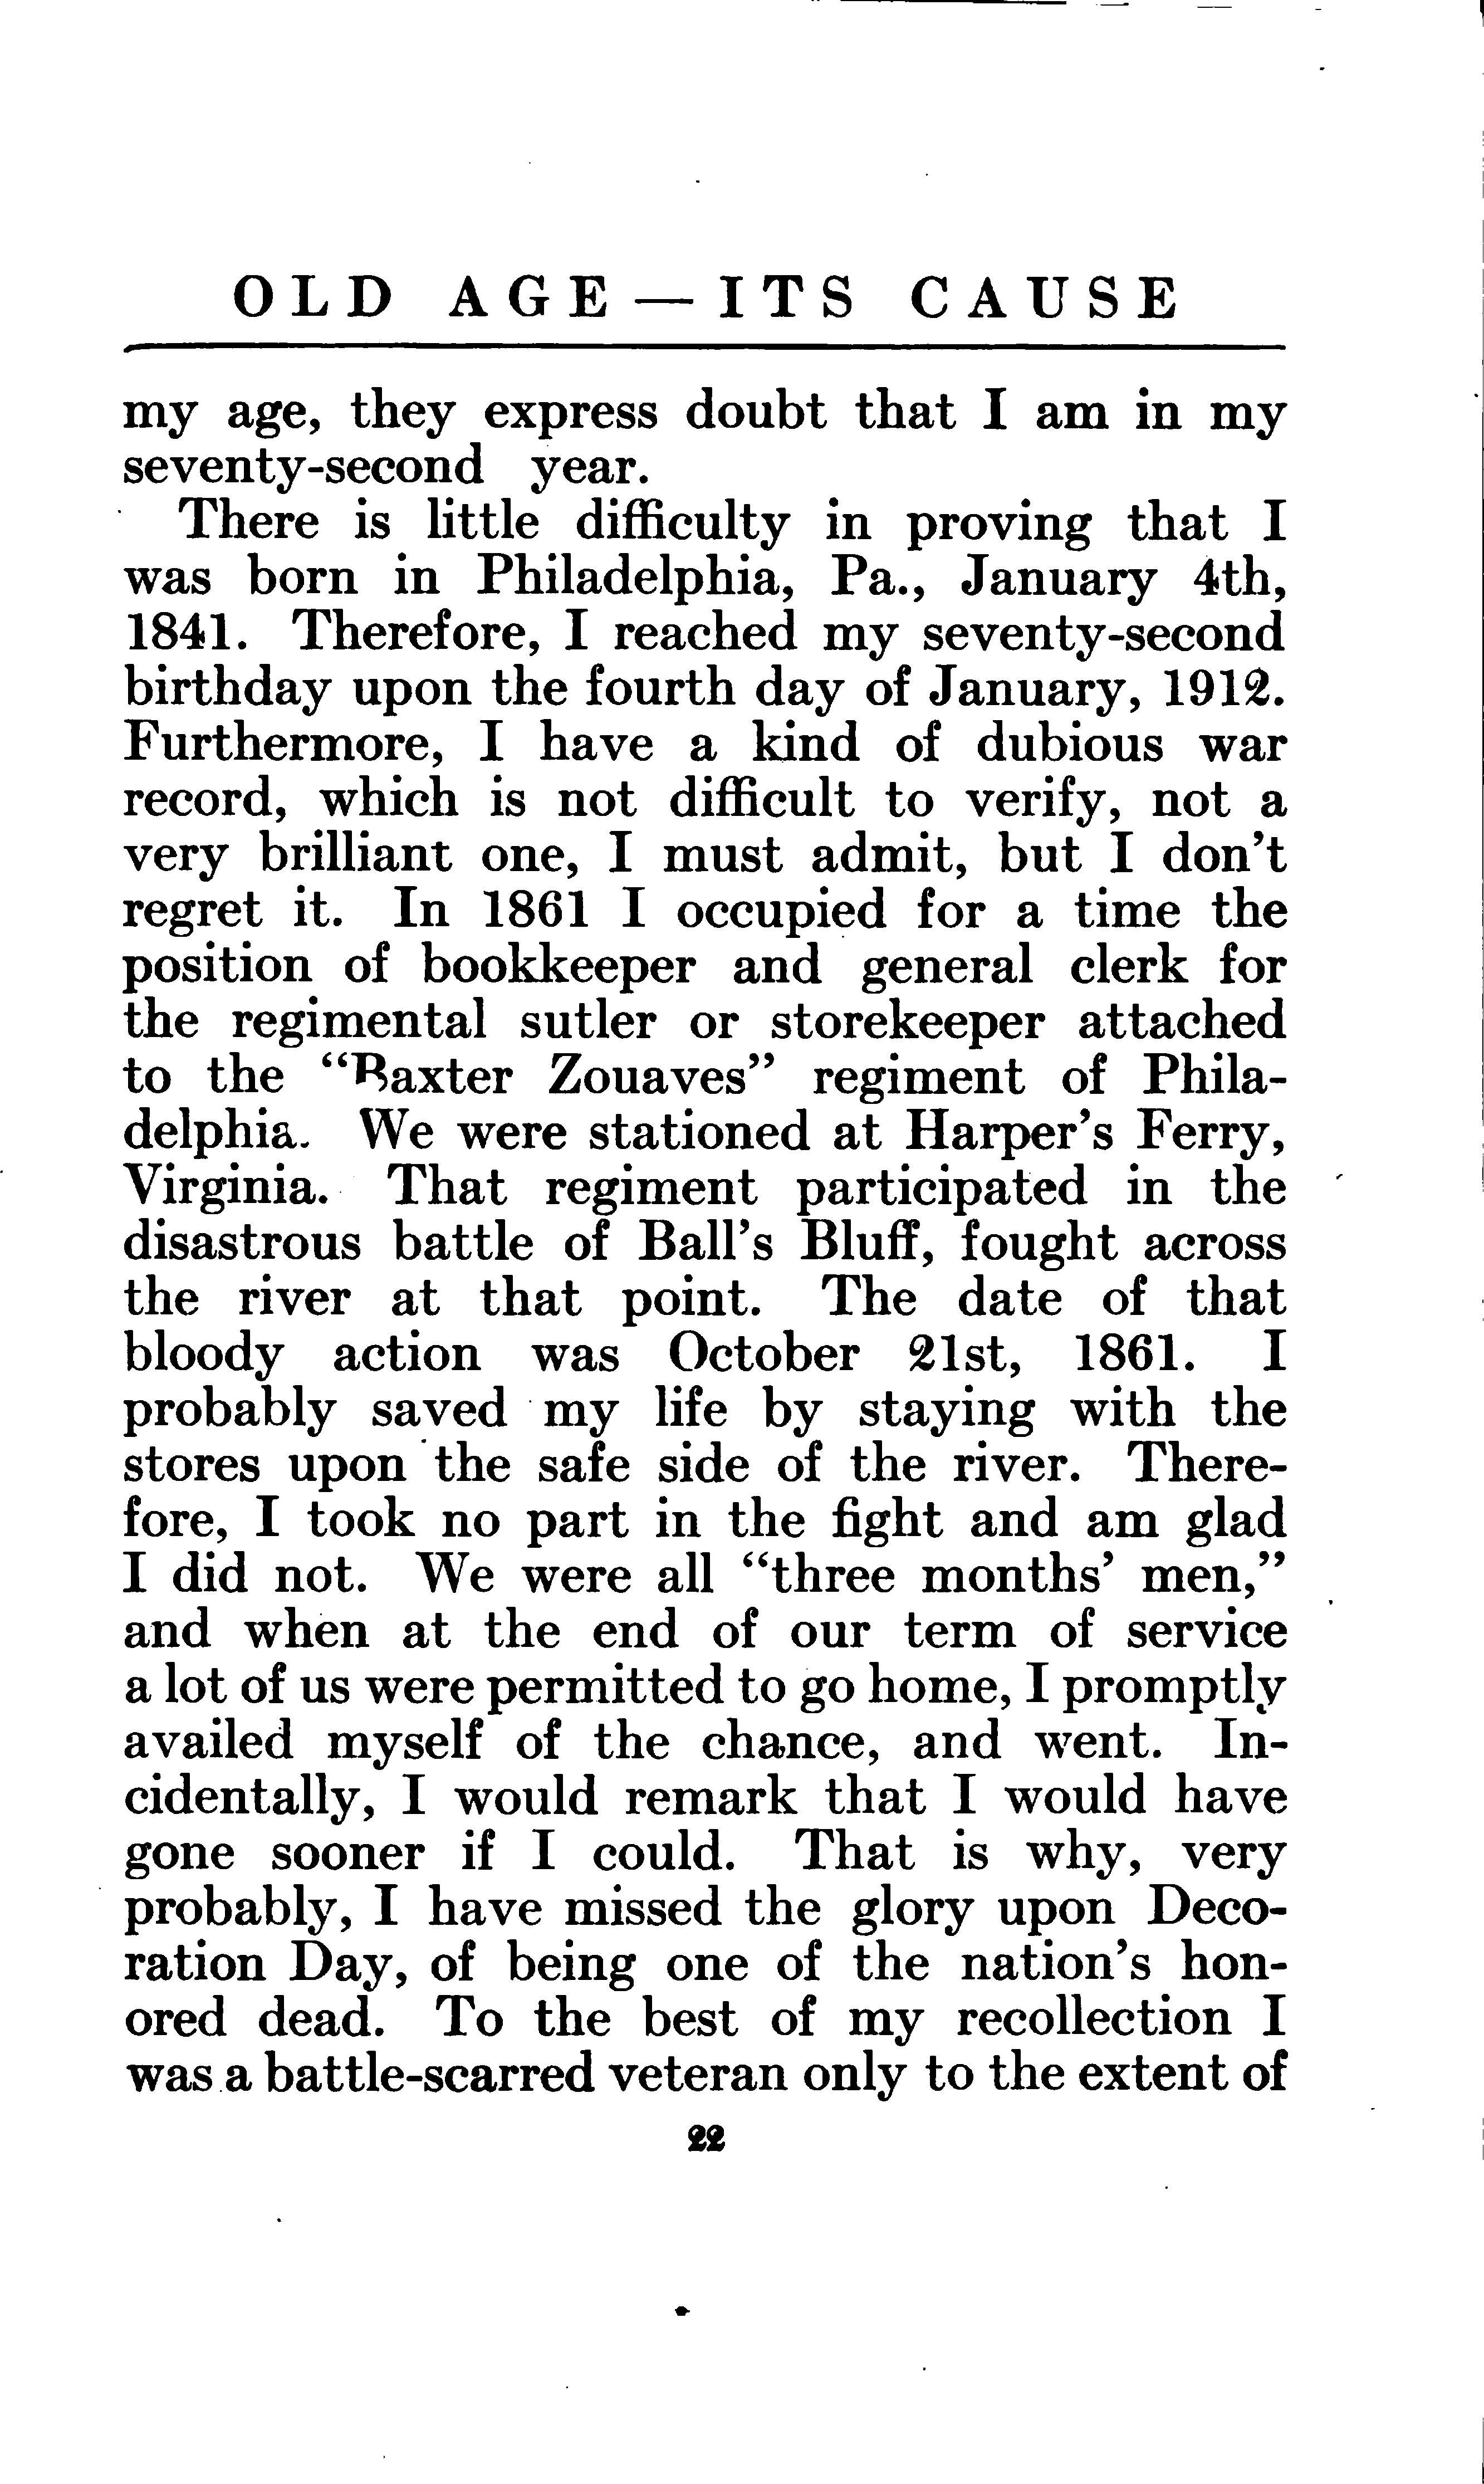 OLD AGE—ITS CAUSE
my age, they express doubt that I am in my
seventy-second year.
There is little difficulty in proving that I
was born in Philadelphia, Pa., January 4th,
1841. Therefore, I reached my seventy-second
birthday upon the fourth day of January, 1912.
Furthermore, I have a kind of dubious war
record, which is not difficult to verify, not a
very brilliant one, I must admit, but I don't
regret it. In 1861 I occupied for a time the
position of bookkeeper and general clerk for
the regimental sutler or storekeeper attached
to the "Baxter Zouaves" regiment of Phila-
delphia. We were stationed at Harper's Ferry,
Virginia. That regiment participated in the
disastrous battle of Ball's Bluff, fought across
the river at that point. The date of that
bloody action was October 21st, 1861. I
probably saved my life by staying with the
stores upon the safe side of the river. There-
fore, I took no part in the fight and am glad
I did not. We were all "three months' men,"
and when at the end of our term of service
a lot of us were permitted to go home, I promptly
availed myself of the chance, and went. In-
cidentally, I would remark that I would have
gone sooner if I could. That is why, very
probably, I have missed the glory upon Deco-
ration Day, of being one of the nation's hon-
ored dead. To the best of my recollection I
was a battle-scarred veteran only to the extent of
22